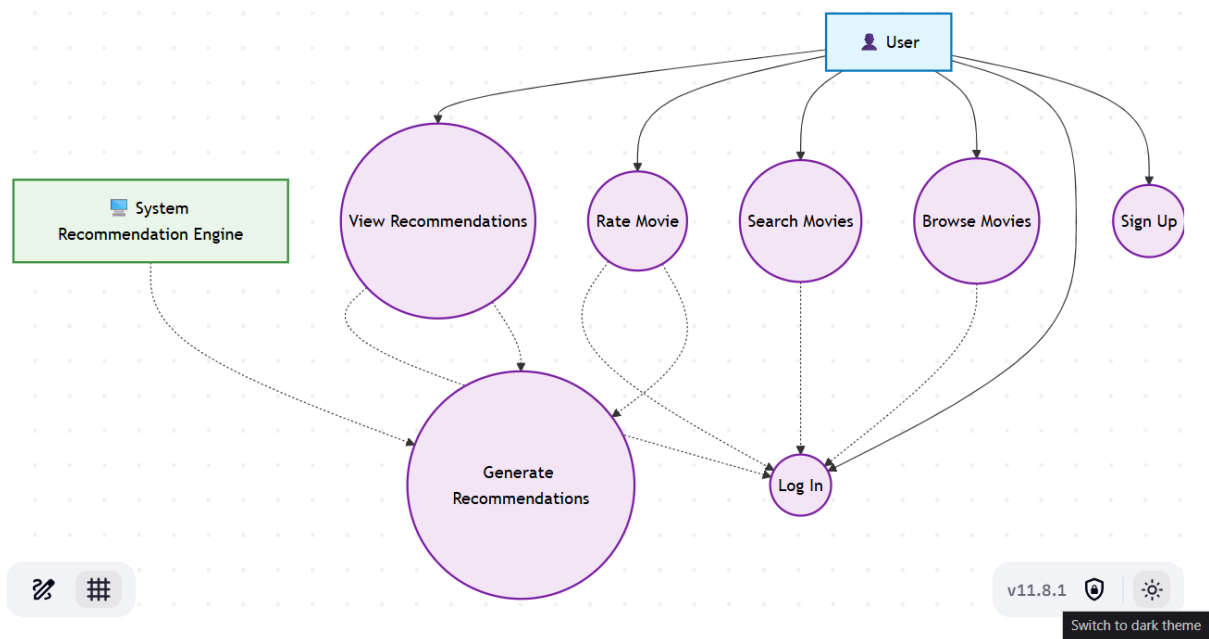 User
System
Recommendation Engine
View Recommendations
Rate Movie
Search Movies
Browse Movies
Sign Up
Generate
Recommendations
Log In
v11.8.1
Switch to dark theme